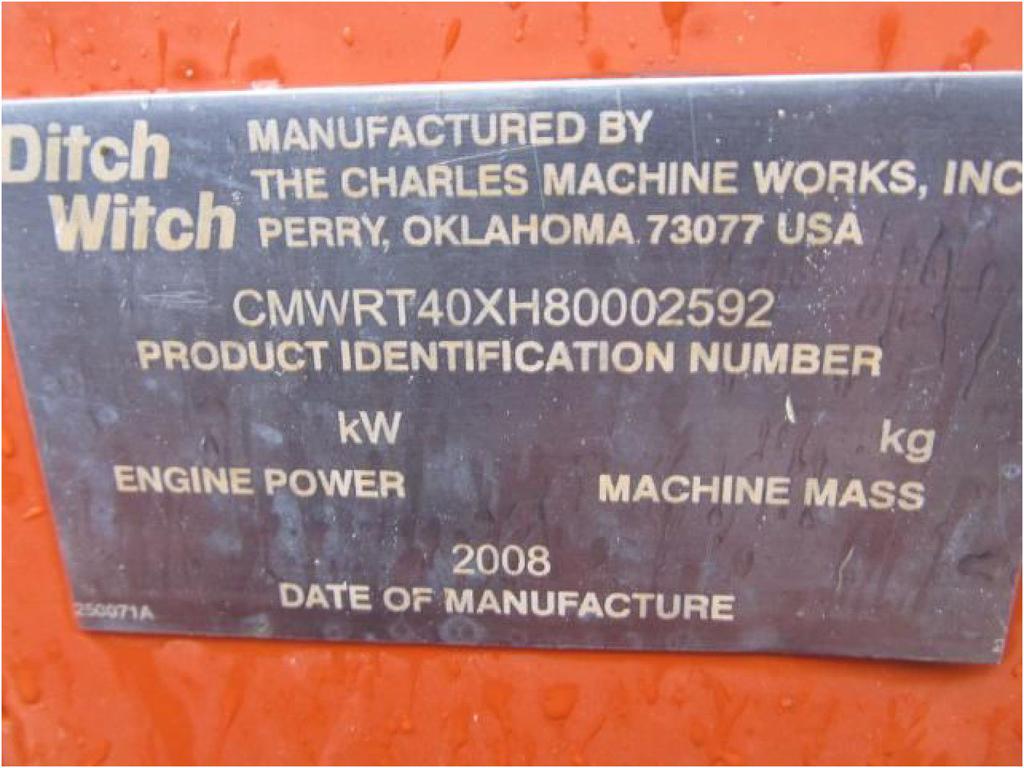 Ditch Witch
MANUFACTURED BY
THE CHARLES MACHINE WORKS, INC
PERRY, OKLAHOMA 73077 USA
CMWRT40XH80002592
PRODUCT IDENTIFICATION NUMBER
kW
kg
ENGINE POWER
MACHINE MASS
2008
DATE OF MANUFACTURE